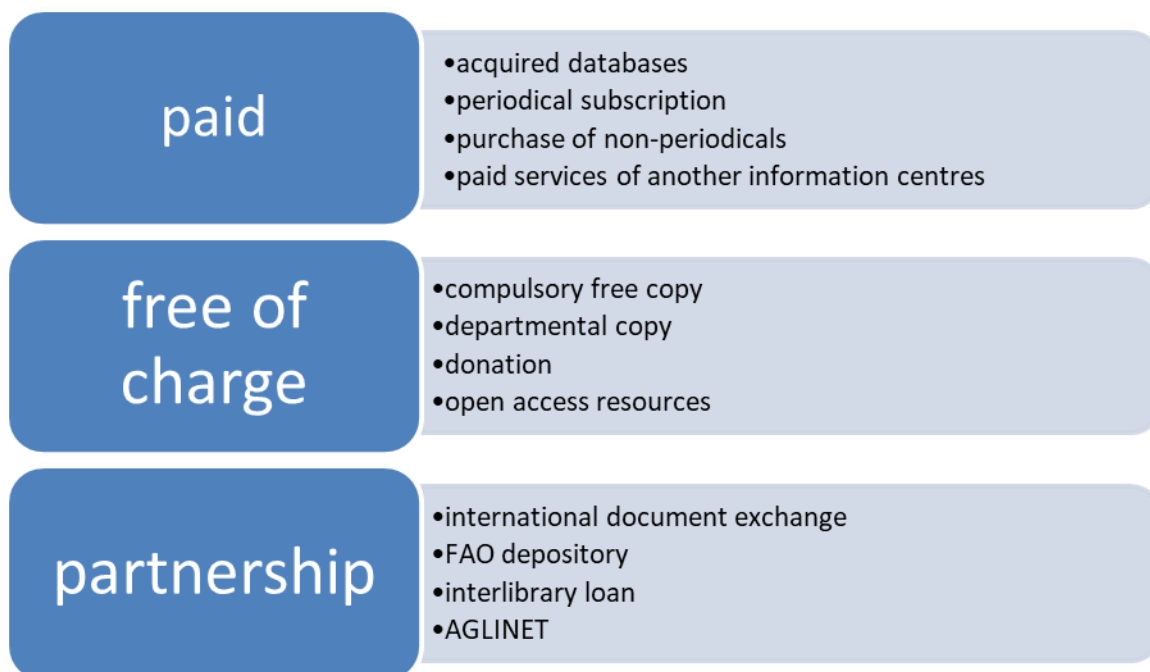 paid
•acquired databases
•periodical subscription
•purchase of non-periodicals
•paid services of another information centres
free of
charge
•compulsory free copy
•departmental copy
•donation
•open access resources
partnership
•international document exchange
•FAO depository
•interlibrary loan
•AGLINET